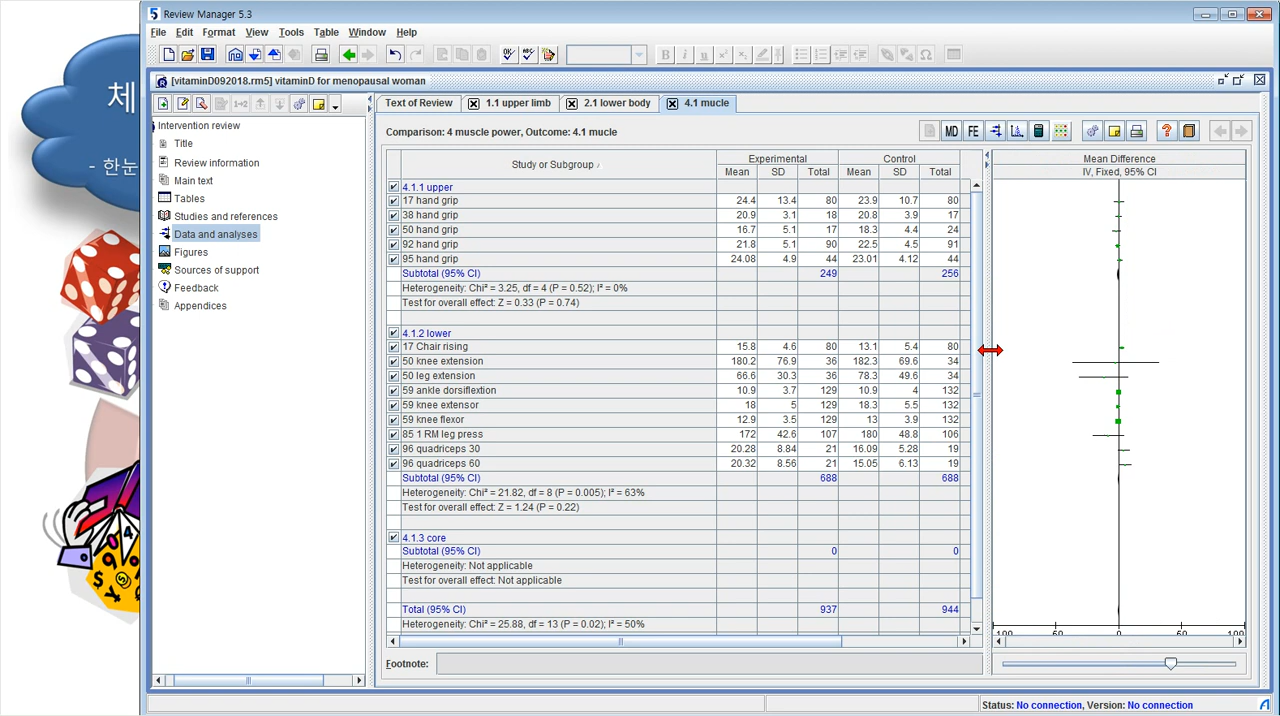 Review Manager 5.3
File Edit Format View Tools Table Window Help
B i u
[vitaminD092018.rm5] vitaminD for menopausal woman
체
- 한눈
Intervention review
Title
Review information
Main text
Tables
Studies and references
Data and analyses
Figures
Sources of support
Feedback
Appendices
Text of Review 1.1 upper limb 2.1 lower body 4.1 mucle
Comparison: 4 muscle power, Outcome: 4.1 mucle
MD FE
Study or Subgroup Experimental Control Mean Difference
Mean SD Total Mean SD Total IV, Fixed, 95% CI
4.1.1 upper
17 hand grip 24.4 13.4 80 23.9 10.7 80
38 hand grip 20.9 3.1 18 20.8 3.9 17
50 hand grip 16.7 5.1 17 18.3 4.4 24
92 hand grip 21.8 5.1 90 22.5 4.5 91
95 hand grip 24.08 4.9 44 23.01 4.12 44
Subtotal (95% CI) 249 256
Heterogeneity: Chi² = 3.25, df = 4 (P = 0.52); I² = 0%
Test for overall effect: Z = 0.33 (P = 0.74)
4.1.2 lower
17 Chair rising 15.8 4.6 80 13.1 5.4 80
50 knee extension 180.2 76.9 36 182.3 69.6 34
50 leg extension 66.6 30.3 36 78.3 49.6 34
59 ankle dorsiflextion 10.9 3.7 129 10.9 4 132
59 knee extensor 18 5 129 18.3 5.5 132
59 knee flexor 12.9 3.5 129 13 3.9 132
85 1 RM leg press 172 42.6 107 180 48.8 106
96 quadriceps 30 20.28 8.84 21 16.09 5.28 19
96 quadriceps 60 20.32 8.56 21 15.05 6.13 19
Subtotal (95% CI) 688 688
Heterogeneity: Chi² = 21.82, df = 8 (P = 0.005); I² = 63%
Test for overall effect: Z = 1.24 (P = 0.22)
4.1.3 core
Subtotal (95% CI) 0 0
Heterogeneity: Not applicable
Test for overall effect: Not applicable
Total (95% CI) 937 944
Heterogeneity: Chi² = 25.88, df = 13 (P = 0.02); I² = 50%
-100 -50 0 50 100
Footnote:
Status: No connection, Version: No connection